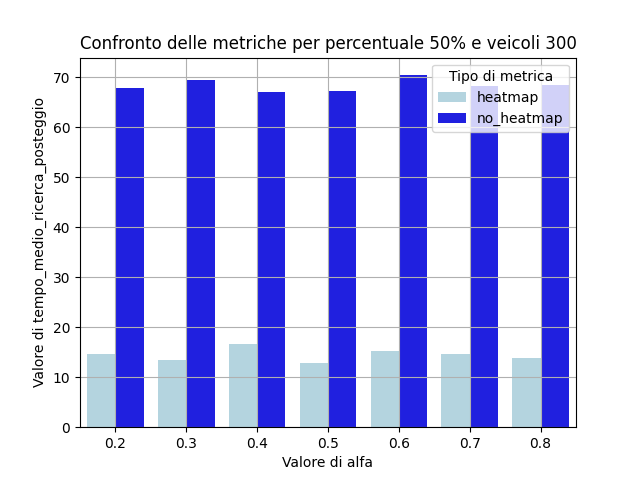 Confronto delle metriche per percentuale 50% e veicoli 300
Tipo di metrica
heatmap
no_heatmap
Valore di tempo_medio_ricerca_posteggio
70
60
50
40
30
20
10
0
0.2 0.3 0.4 0.5 0.6 0.7 0.8
Valore di alfa